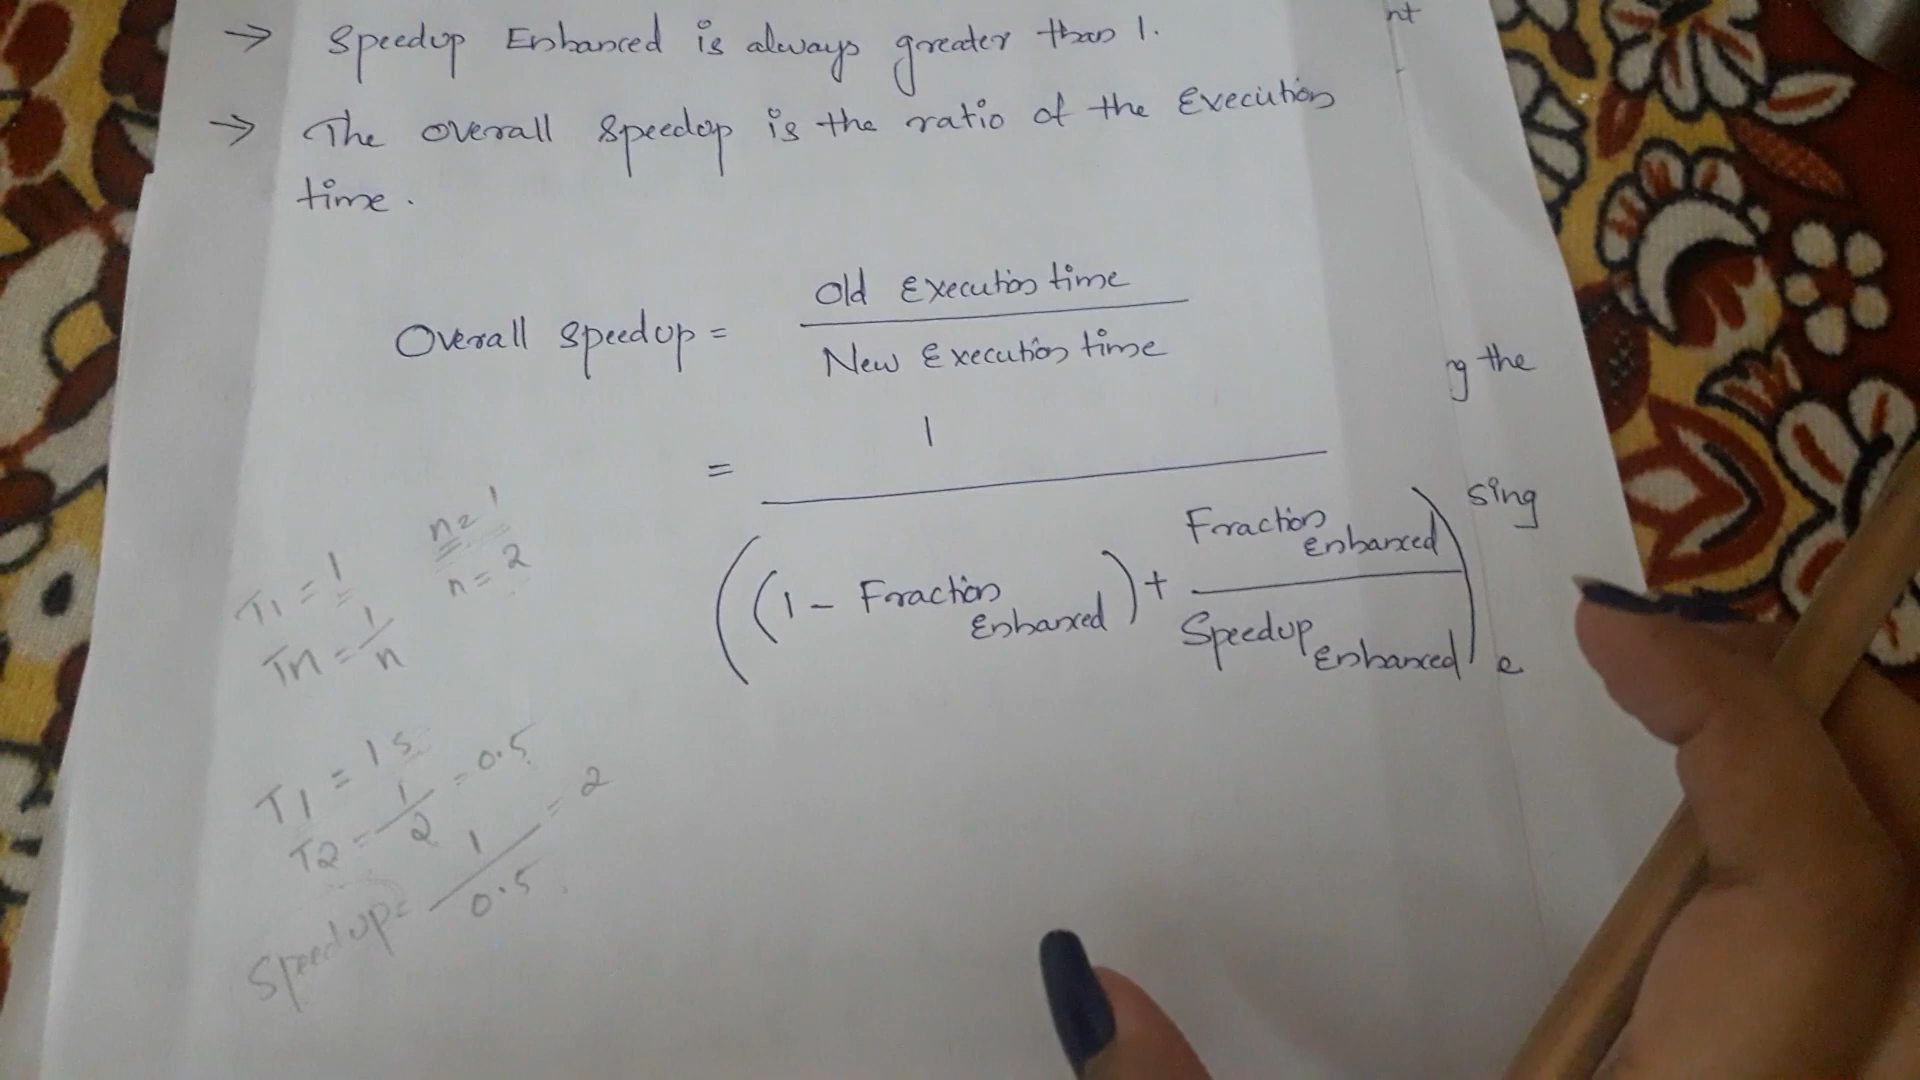 → Speedup Enhanced is always greater than 1.
→ The overall speedup is the ratio of the Execution
time.
Overall speedup = Old Execution time / New Execution time
= 1 / ((1 - Fraction Enhanced) + Fraction Enhanced / Speedup Enhanced)
nt
g the
sing
e
T1 = 1
n = 1
Tn = 1/n
n = 2
T1 = 1s
T2 = 1/2 = 0.5
Speedup = 1/0.5 = 2